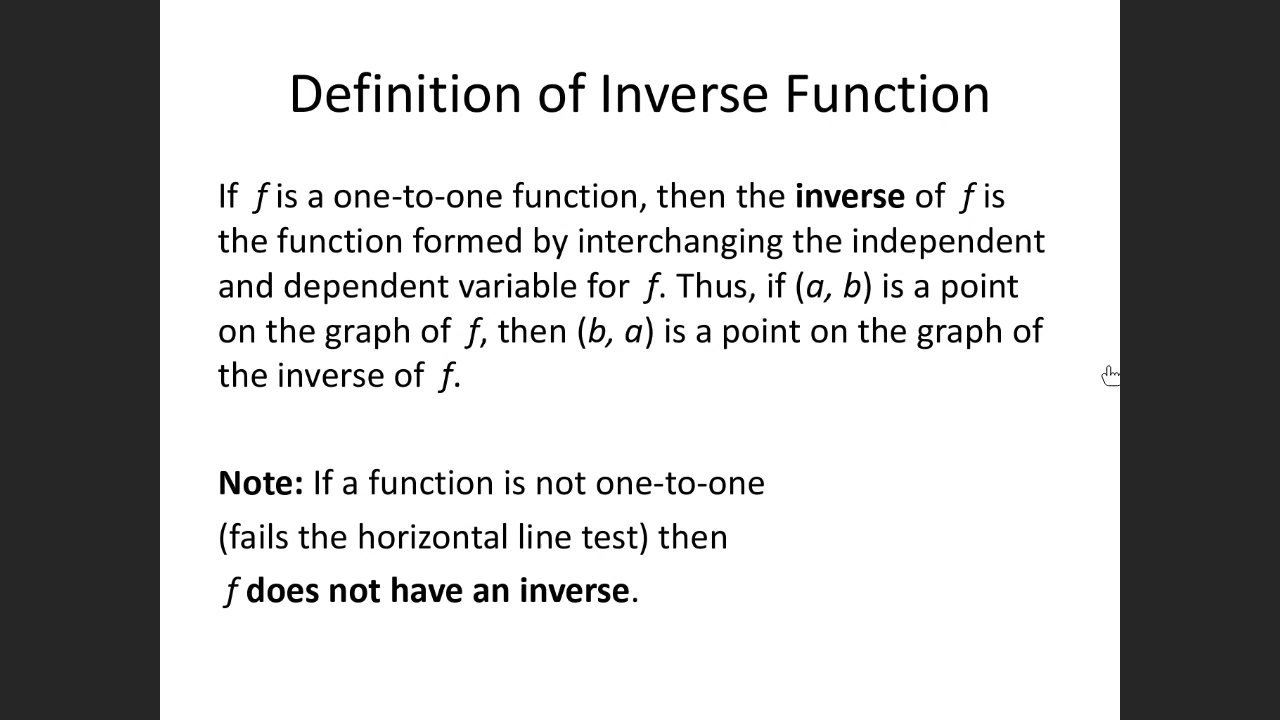 Definition of Inverse Function
If f is a one-to-one function, then the inverse of f is
the function formed by interchanging the independent
and dependent variable for f. Thus, if (a, b) is a point
on the graph of f, then (b, a) is a point on the graph of
the inverse of f.
Note: If a function is not one-to-one
(fails the horizontal line test) then
f does not have an inverse.